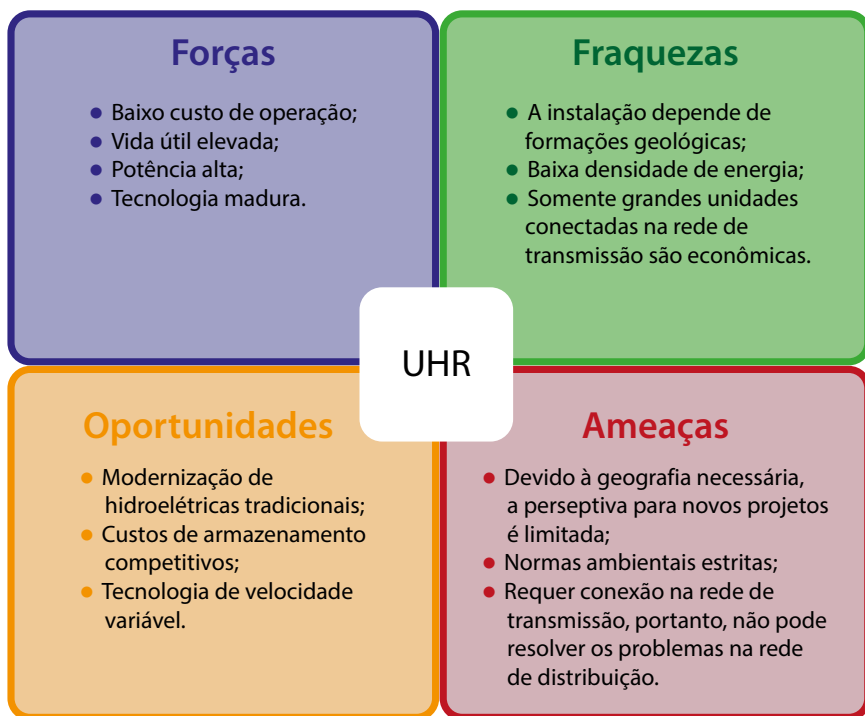 Forças
● Baixo custo de operação;
● Vida útil elevada;
● Potência alta;
● Tecnologia madura.
Fraquezas
● A instalação depende de
formações geológicas;
● Baixa densidade de energia;
● Somente grandes unidades
conectadas na rede de
transmissão são econômicas.
UHR
Oportunidades
● Modernização de
hidroelétricas tradicionais;
● Custos de armazenamento
competitivos;
● Tecnologia de velocidade
variável.
Ameaças
● Devido à geografia necessária,
a perseptiva para novos projetos
é limitada;
● Normas ambientais estritas;
● Requer conexão na rede de
transmissão, portanto, não pode
resolver os problemas na rede
de distribuição.